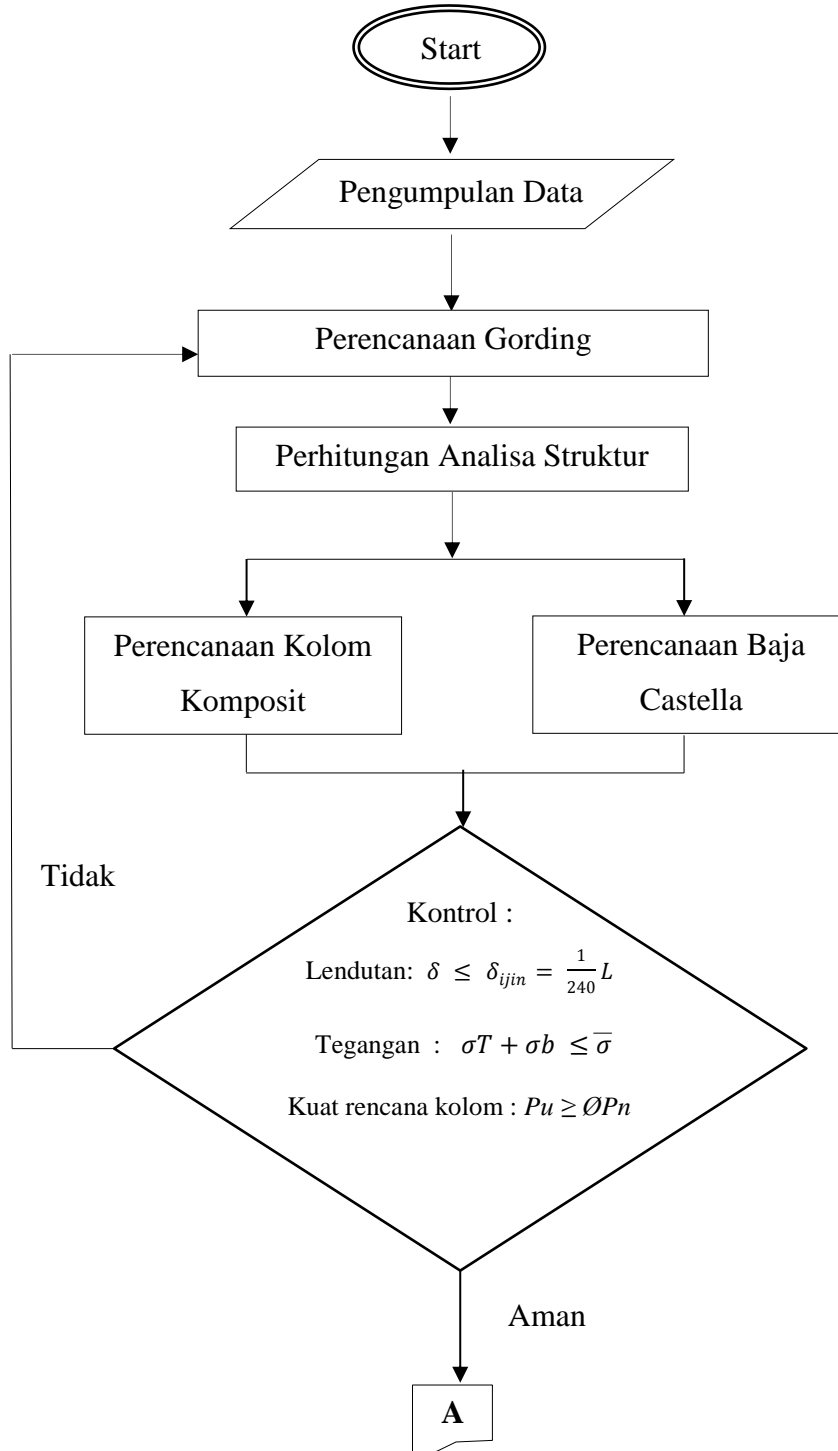 Start
Pengumpulan Data
Perencanaan Gording
Perhitungan Analisa Struktur
Perencanaan Kolom
Komposit
Perencanaan Baja
Castella
Tidak
Kontrol :
Lendutan: δ ≤ δ_ijin = 1/240 L
Tegangan : σT + σb ≤ σ̅
Kuat rencana kolom : Pu ≥ ØPn
Aman
A